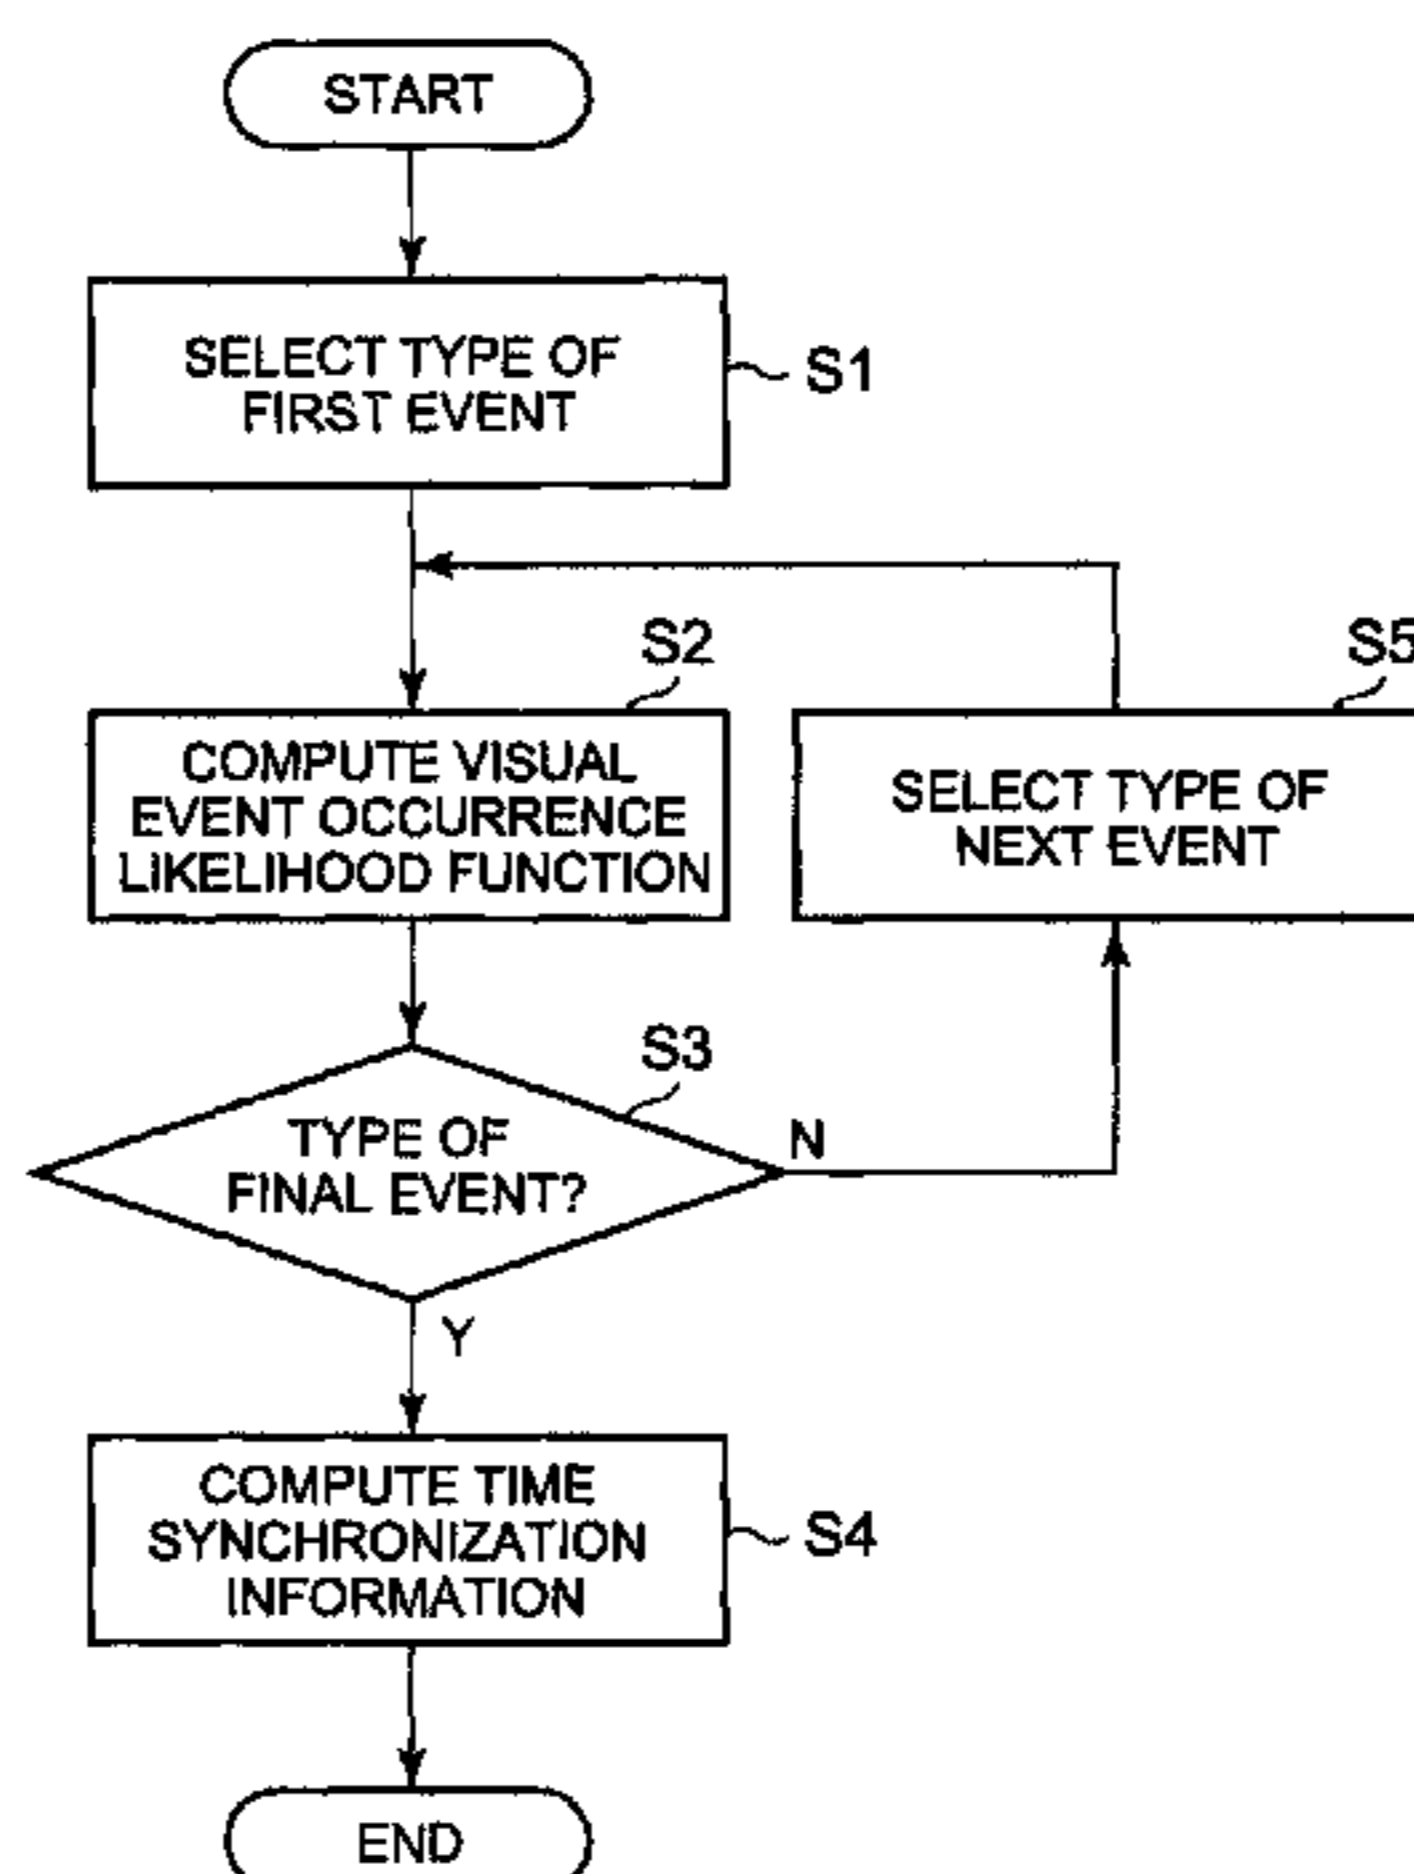 START
SELECT TYPE OF
FIRST EVENT
S1
S2
COMPUTE VISUAL
EVENT OCCURRENCE
LIKELIHOOD FUNCTION
S5
SELECT TYPE OF
NEXT EVENT
S3
TYPE OF
FINAL EVENT?
N
Y
COMPUTE TIME
SYNCHRONIZATION
INFORMATION
S4
END